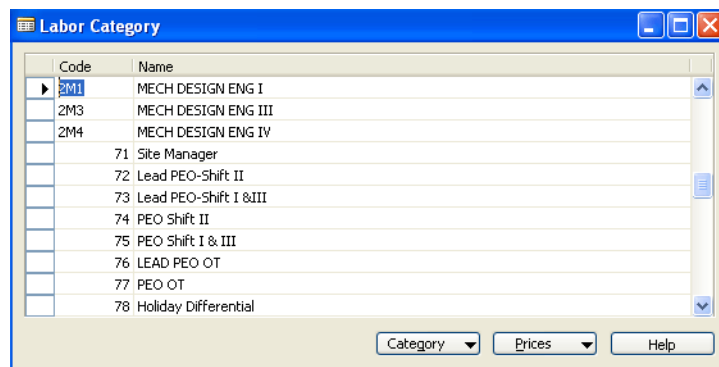 Labor Category
Code Name
2M1 MECH DESIGN ENG I
2M3 MECH DESIGN ENG III
2M4 MECH DESIGN ENG IV
71 Site Manager
72 Lead PEO-Shift II
73 Lead PEO-Shift I &III
74 PEO Shift II
75 PEO Shift I & III
76 LEAD PEO OT
77 PEO OT
78 Holiday Differential
Category Prices Help